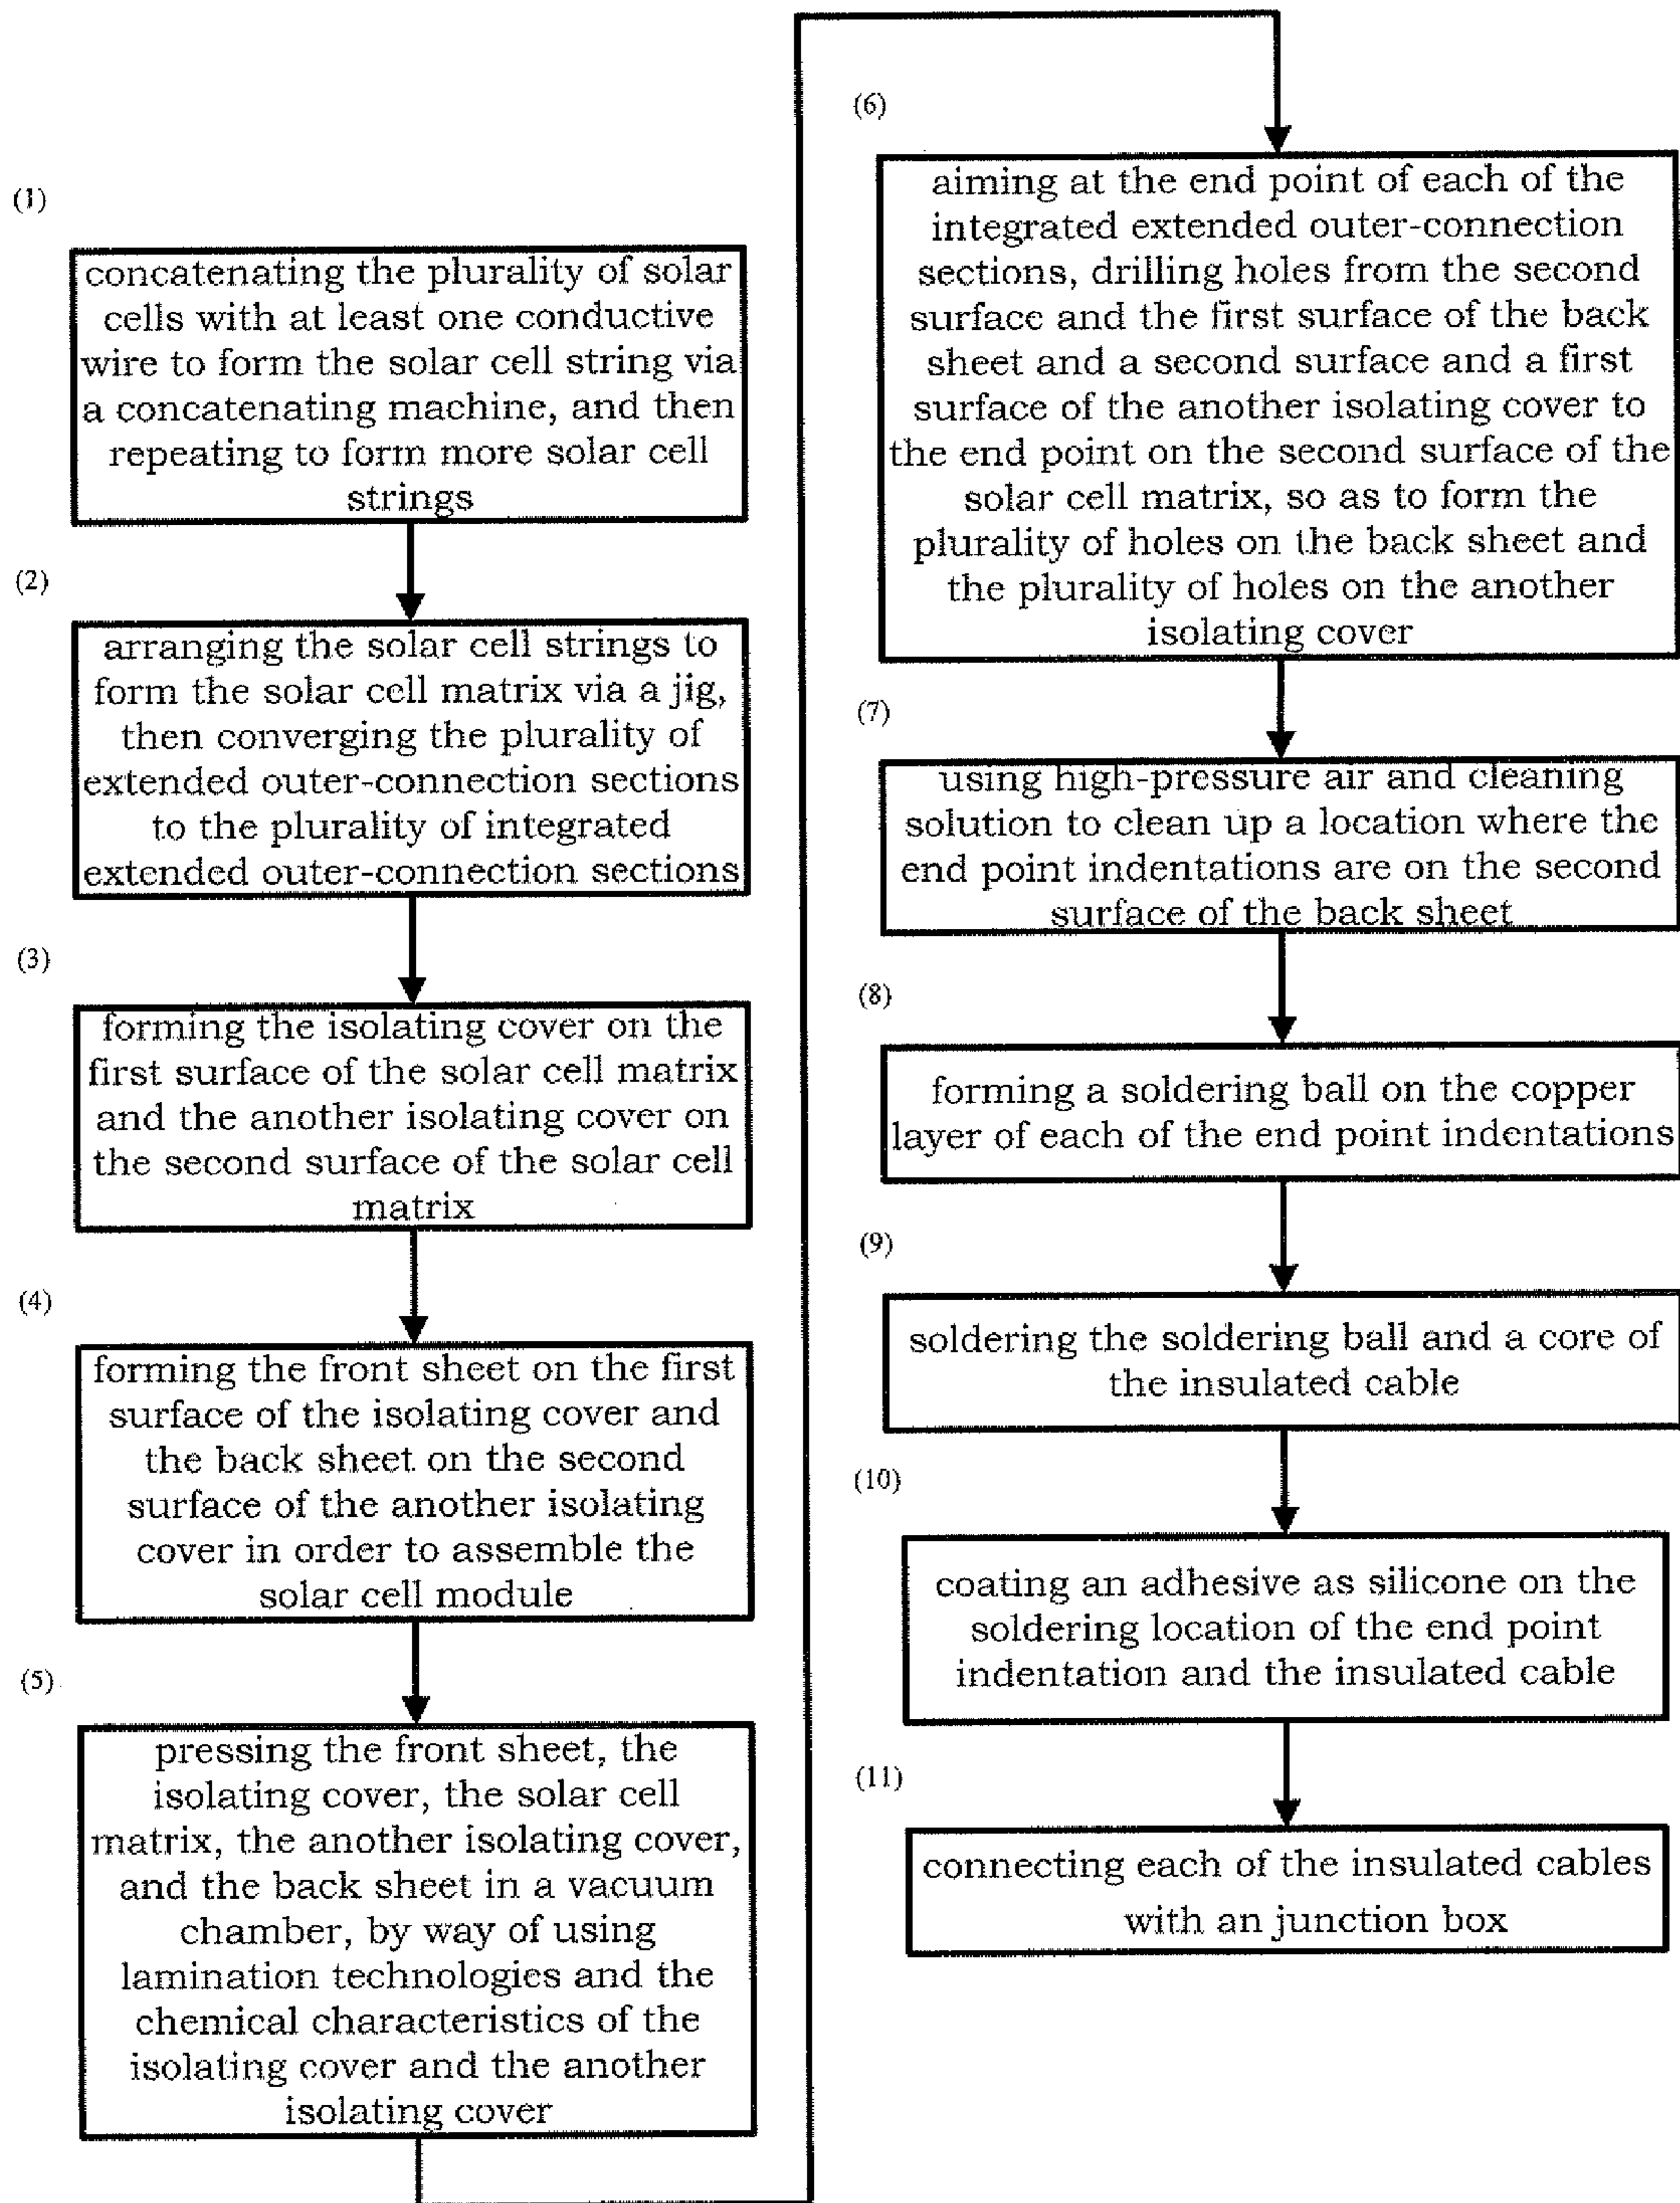 (1)
concatenating the plurality of solar
cells with at least one conductive
wire to form the solar cell string via
a concatenating machine, and then
repeating to form more solar cell
strings
(2)
arranging the solar cell strings to
form the solar cell matrix via a jig,
then converging the plurality of
extended outer-connection sections
to the plurality of integrated
extended outer-connection sections
(3)
forming the isolating cover on the
first surface of the solar cell matrix
and the another isolating cover on
the second surface of the solar cell
matrix
(4)
forming the front sheet on the first
surface of the isolating cover and
the back sheet on the second
surface of the another isolating
cover in order to assemble the
solar cell module
(5)
pressing the front sheet, the
isolating cover, the solar cell
matrix, the another isolating cover,
and the back sheet in a vacuum
chamber, by way of using
lamination technologies and the
chemical characteristics of the
isolating cover and the another
isolating cover
(6)
aiming at the end point of each of the
integrated extended outer-connection
sections, drilling holes from the second
surface and the first surface of the back
sheet and a second surface and a first
surface of the another isolating cover to
the end point on the second surface of the
solar cell matrix, so as to form the
plurality of holes on the back sheet and
the plurality of holes on the another
isolating cover
(7)
using high-pressure air and cleaning
solution to clean up a location where the
end point indentations are on the second
surface of the back sheet
(8)
forming a soldering ball on the copper
layer of each of the end point indentations
(9)
soldering the soldering ball and a core of
the insulated cable
(10)
coating an adhesive as silicone on the
soldering location of the end point
indentation and the insulated cable
(11)
connecting each of the insulated cables
with an junction box